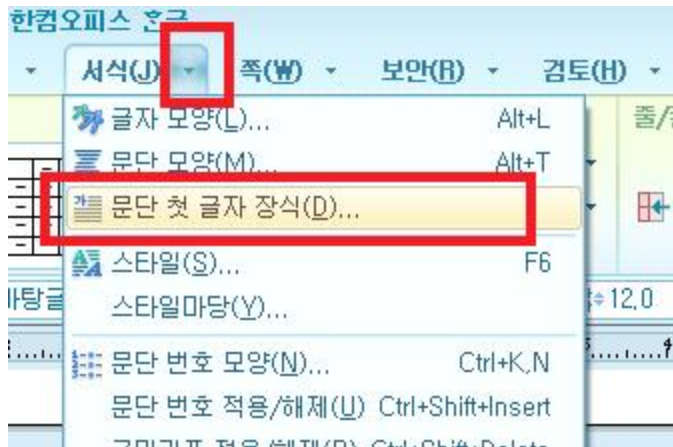 한컴오피스 한글
서식(J) 쪽(W) 보안(R) 검토(H)
글자 모양(L)... Alt+L
줄/
문단 모양(M)... Alt+T
문단 첫 글자 장식(D)...
스타일(S)... F6
바탕글 12,0
스타일마당(Y)...
문단 번호 모양(N)... Ctrl+K,N
문단 번호 적용/해제(U) Ctrl+Shift+Insert